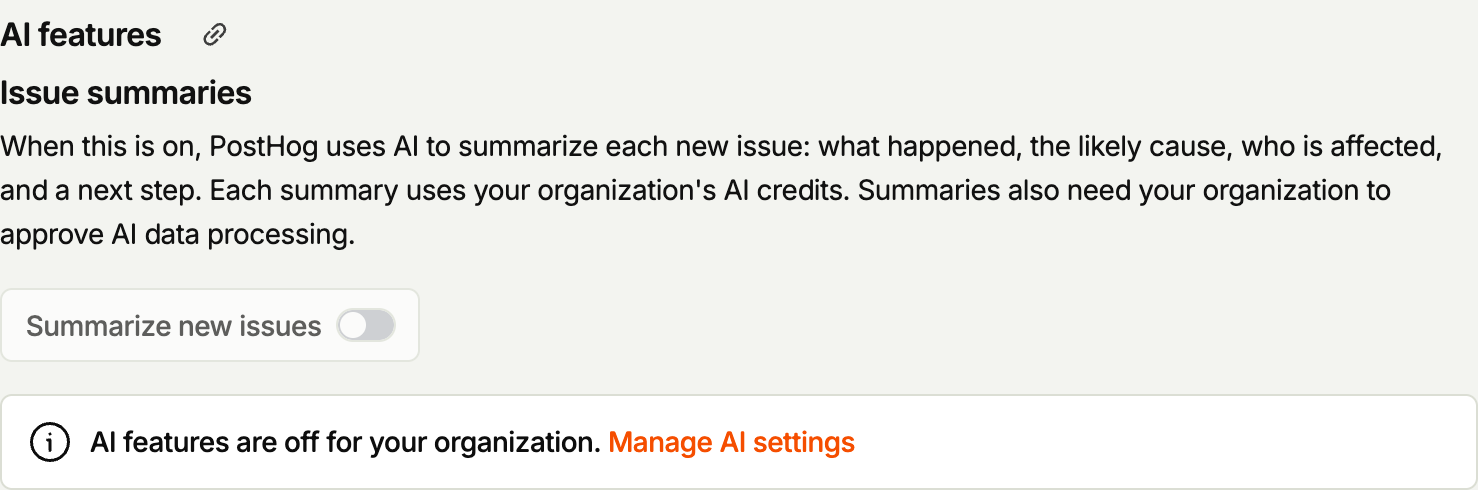 AI features
Issue summaries
When this is on, PostHog uses AI to summarize each new issue: what happened, the likely cause, who is affected,
and a next step. Each summary uses your organization's AI credits. Summaries also need your organization to
approve AI data processing.
Summarize new issues
AI features are off for your organization. Manage AI settings